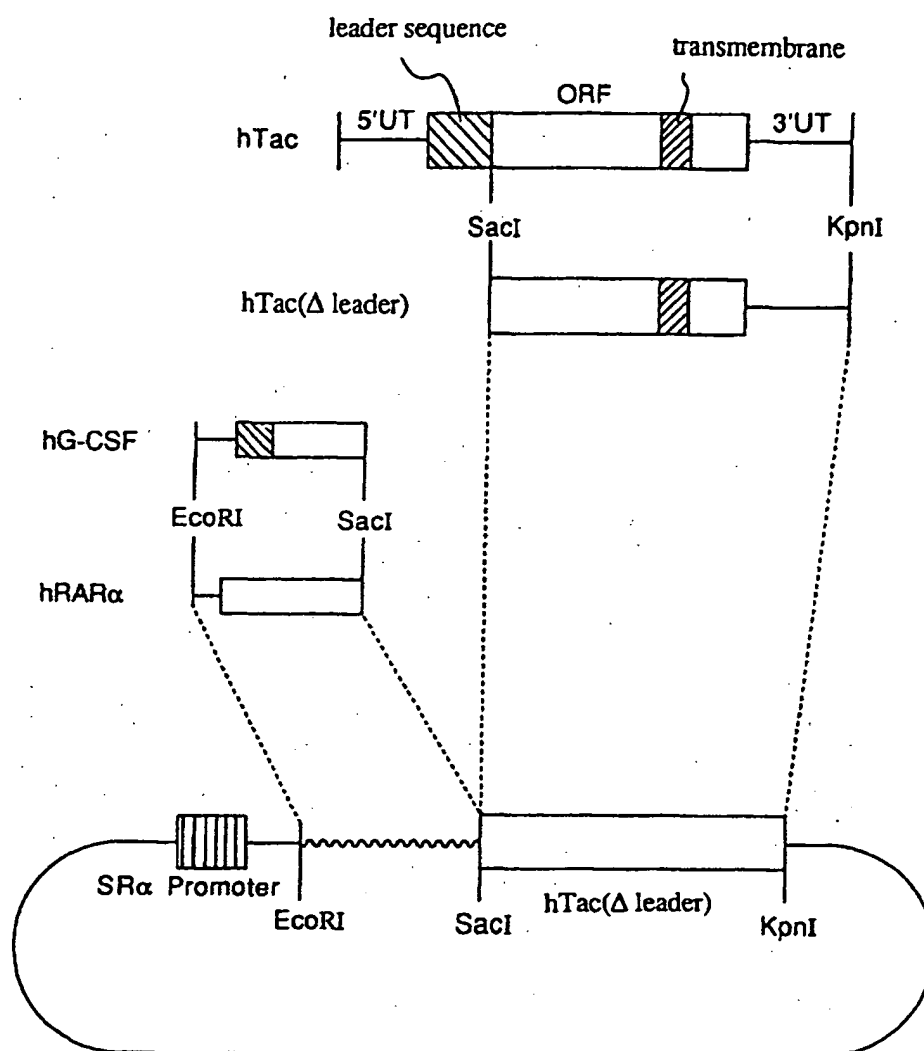 leader sequence
transmembrane
ORF
5'UT
3'UT
hTac
SacI
KpnI
hTac(Δ leader)
hG-CSF
EcoRI
SacI
hRARα
SRα Promoter
EcoRI
SacI
hTac(Δ leader)
KpnI